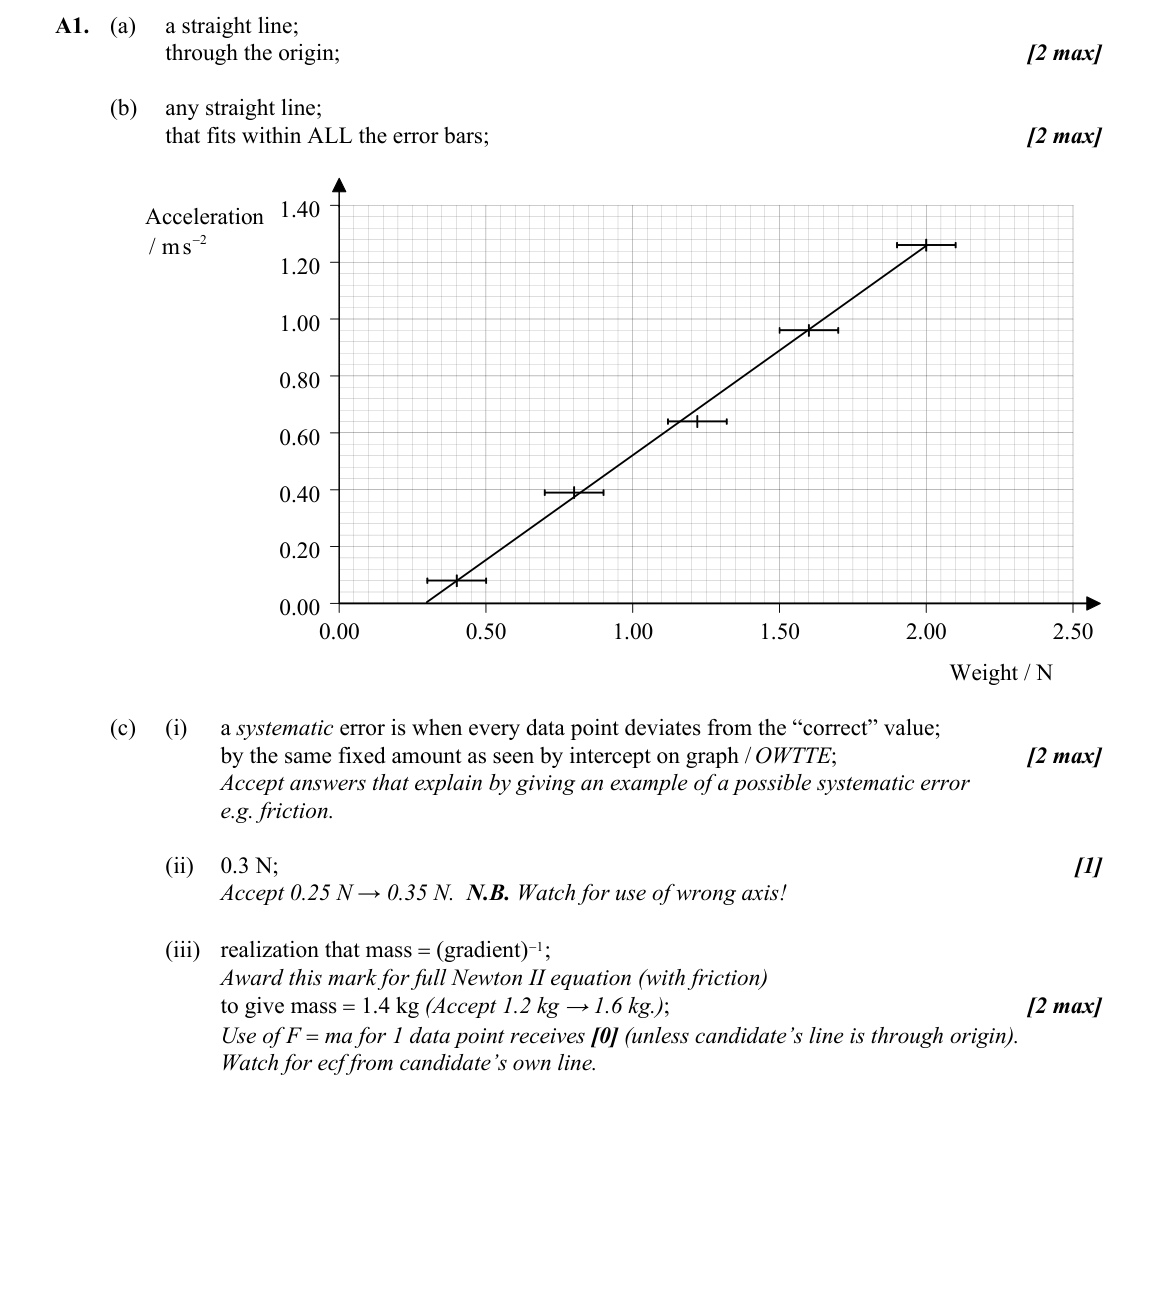 A1. (a) a straight line;
through the origin; [2 max]
(b) any straight line;
that fits within ALL the error bars; [2 max]
Acceleration
/ m s⁻²
1.40
1.20
1.00
0.80
0.60
0.40
0.20
0.00
0.00 0.50 1.00 1.50 2.00 2.50
Weight / N
(c) (i) a systematic error is when every data point deviates from the “correct” value;
by the same fixed amount as seen by intercept on graph / OWTTE; [2 max]
Accept answers that explain by giving an example of a possible systematic error
e.g. friction.
(ii) 0.3 N; [1]
Accept 0.25 N → 0.35 N. N.B. Watch for use of wrong axis!
(iii) realization that mass = (gradient)⁻¹;
Award this mark for full Newton II equation (with friction)
to give mass = 1.4 kg (Accept 1.2 kg → 1.6 kg.); [2 max]
Use of F = ma for 1 data point receives [0] (unless candidate’s line is through origin).
Watch for ecf from candidate’s own line.